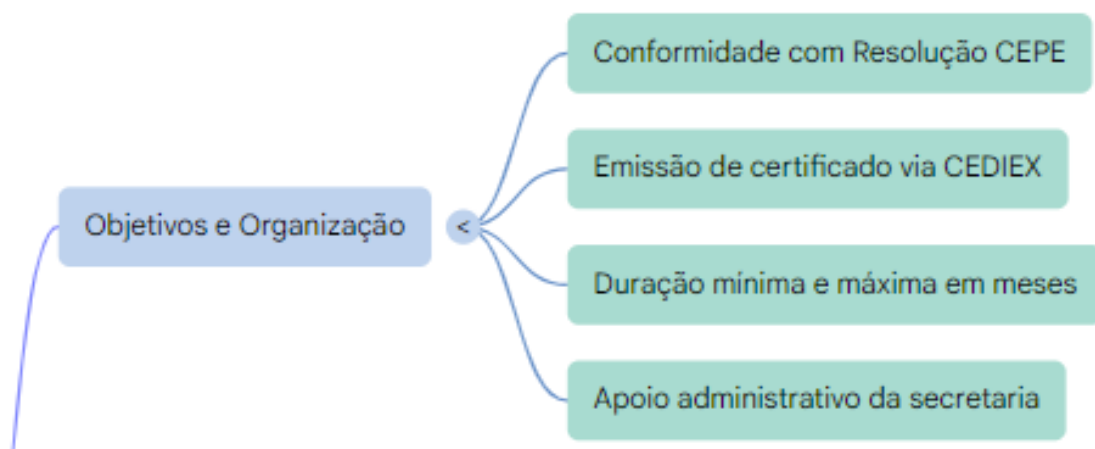 Conformidade com Resolução CEPE
Emissão de certificado via CEDIEX
Objetivos e Organização
<
Duração mínima e máxima em meses
Apoio administrativo da secretaria